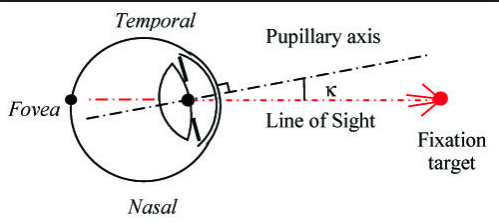 Temporal
Pupillary axis
κ
Fovea
Line of Sight
Fixation
target
Nasal